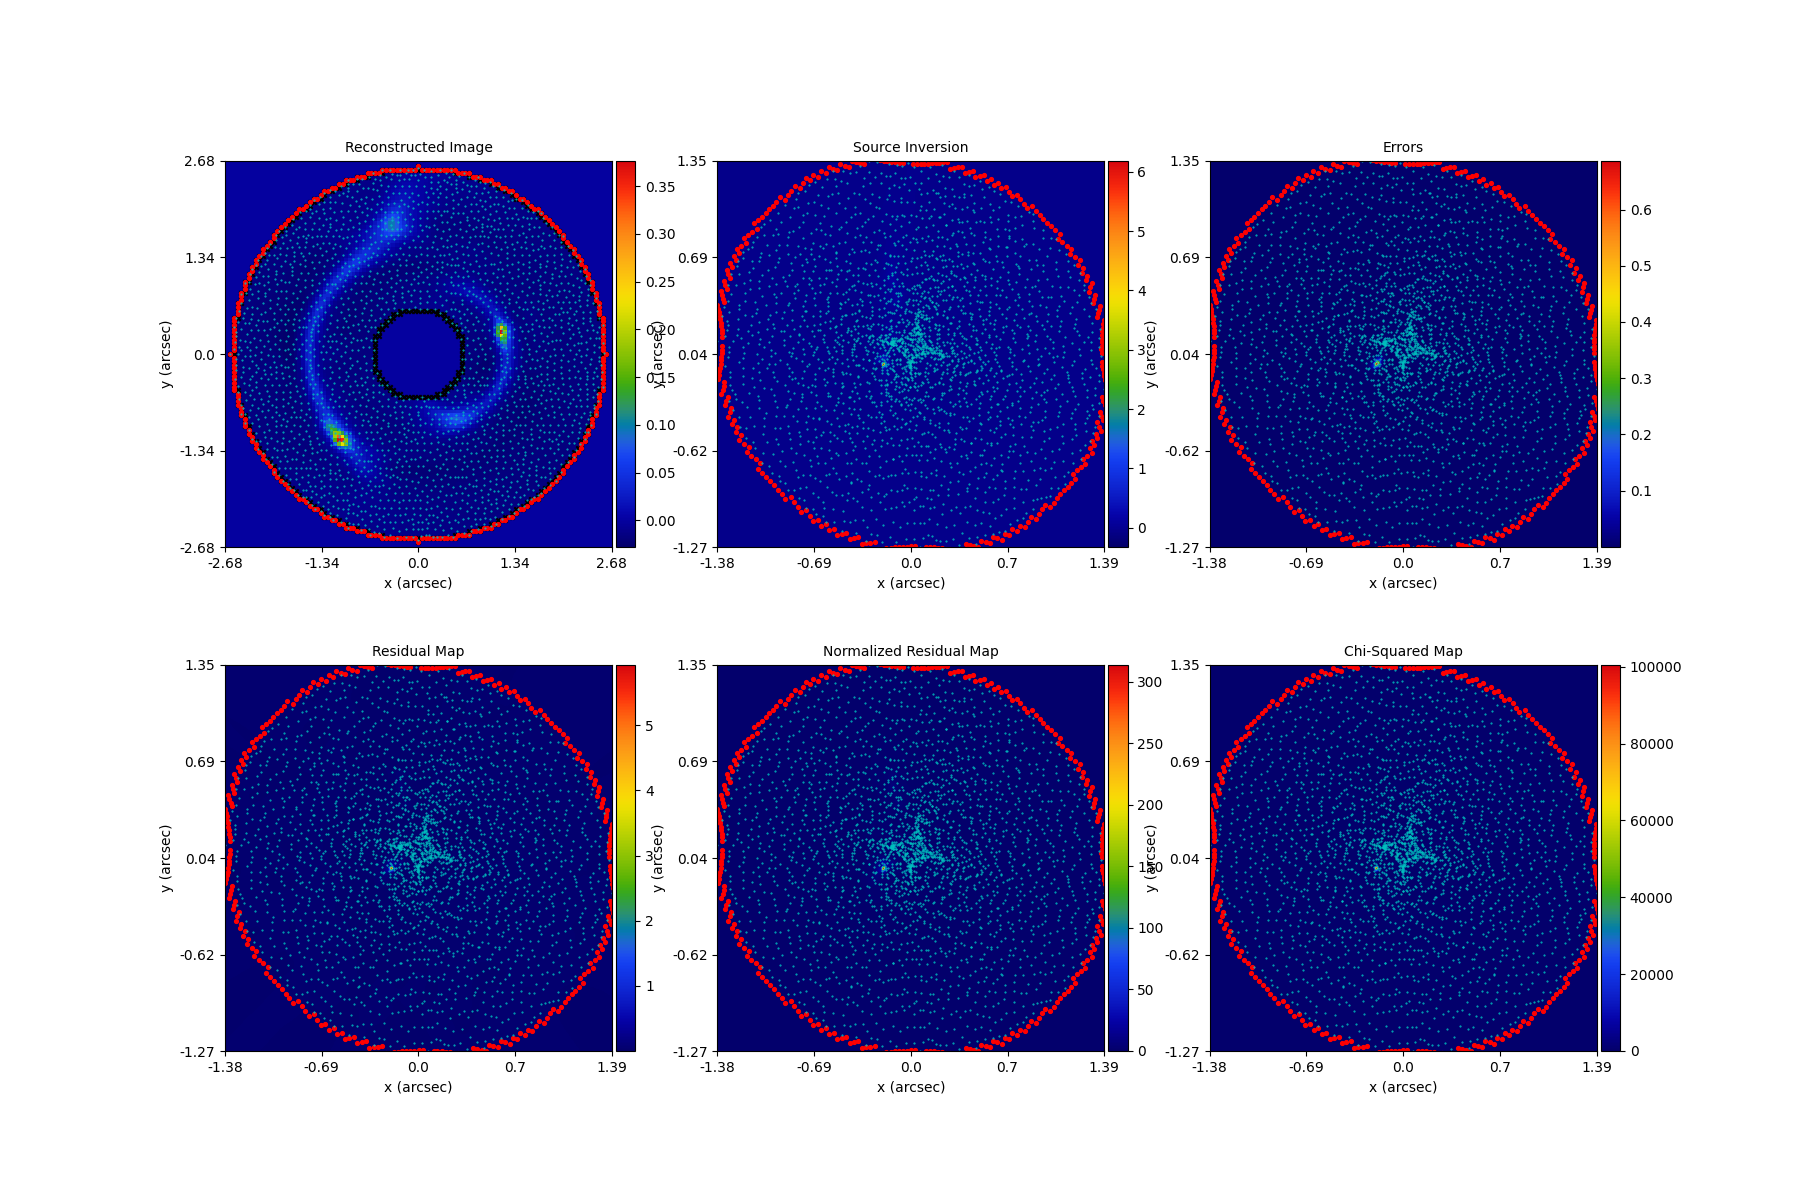 Reconstructed Image
2.68
1.34
0.0
-1.34
-2.68
y (arcsec)
-2.68 -1.34 0.0 1.34 2.68
x (arcsec)
0.35
0.30
0.25
0.20
0.15
0.10
0.05
0.00
Source Inversion
1.35
0.69
0.04
-0.62
-1.27
y (arcsec)
-1.38 -0.69 0.0 0.7 1.39
x (arcsec)
6
5
4
3
2
1
0
Errors
1.35
0.69
0.04
-0.62
-1.27
y (arcsec)
-1.38 -0.69 0.0 0.7 1.39
x (arcsec)
0.6
0.5
0.4
0.3
0.2
0.1
Residual Map
1.35
0.69
0.04
-0.62
-1.27
y (arcsec)
-1.38 -0.69 0.0 0.7 1.39
x (arcsec)
5
4
3
2
1
Normalized Residual Map
1.35
0.69
0.04
-0.62
-1.27
y (arcsec)
-1.38 -0.69 0.0 0.7 1.39
x (arcsec)
300
250
200
150
100
50
0
Chi-Squared Map
1.35
0.69
0.04
-0.62
-1.27
y (arcsec)
-1.38 -0.69 0.0 0.7 1.39
x (arcsec)
100000
80000
60000
40000
20000
0